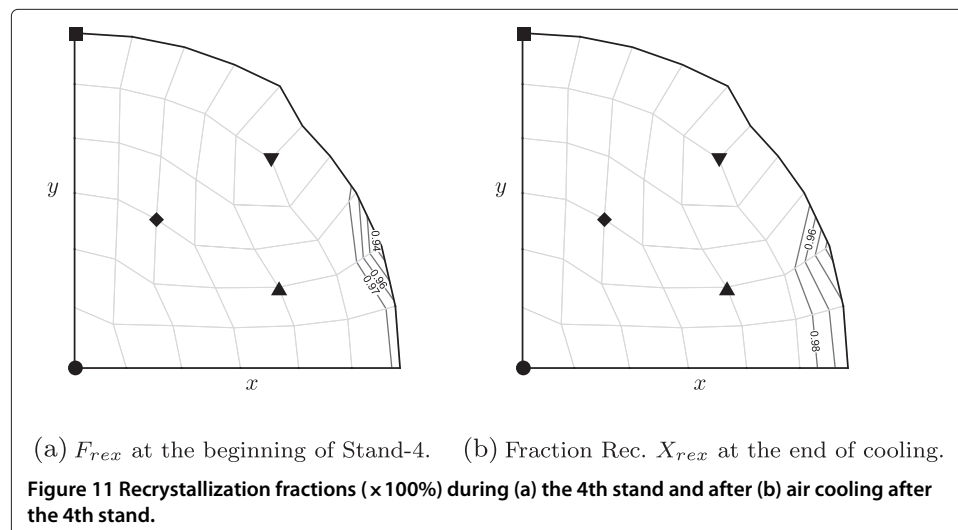 y
0.94
0.96
0.97
x
y
0.96
0.98
x
(a) F_rex at the beginning of Stand-4.
(b) Fraction Rec. X_rex at the end of cooling.
Figure 11 Recrystallization fractions (×100%) during (a) the 4th stand and after (b) air cooling after
the 4th stand.